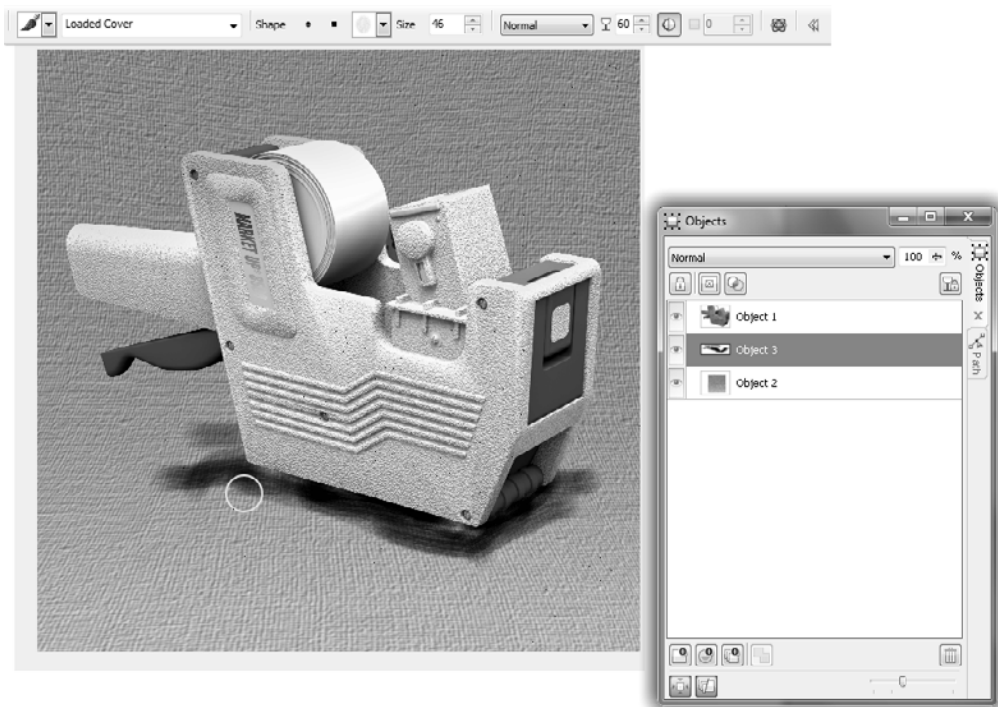 Loaded Cover Shape Size 46 Normal 60 0
MARKET
Objects
Normal 100 %
Objects
Path
Object 1
Object 3
Object 2